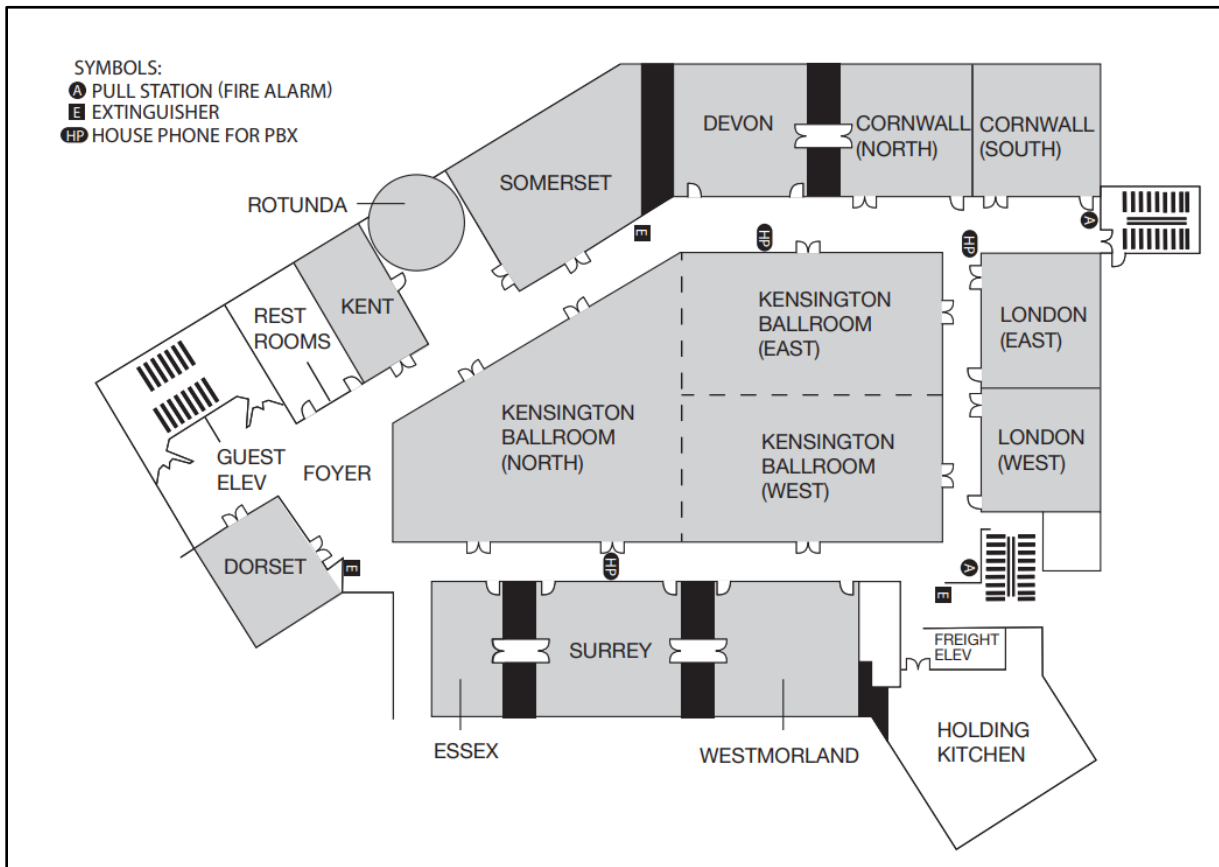 SYMBOLS:
A PULL STATION (FIRE ALARM)
E EXTINGUISHER
HP HOUSE PHONE FOR PBX
DEVON
CORNWALL
(NORTH)
CORNWALL
(SOUTH)
SOMERSET
ROTUNDA
A
E
HP
HP
KENT
REST
ROOMS
KENSINGTON
BALLROOM
(EAST)
LONDON
(EAST)
KENSINGTON
BALLROOM
(NORTH)
KENSINGTON
BALLROOM
(WEST)
LONDON
(WEST)
GUEST
ELEV
FOYER
DORSET
E
HP
A
E
SURREY
FREIGHT
ELEV
ESSEX
WESTMORLAND
HOLDING
KITCHEN